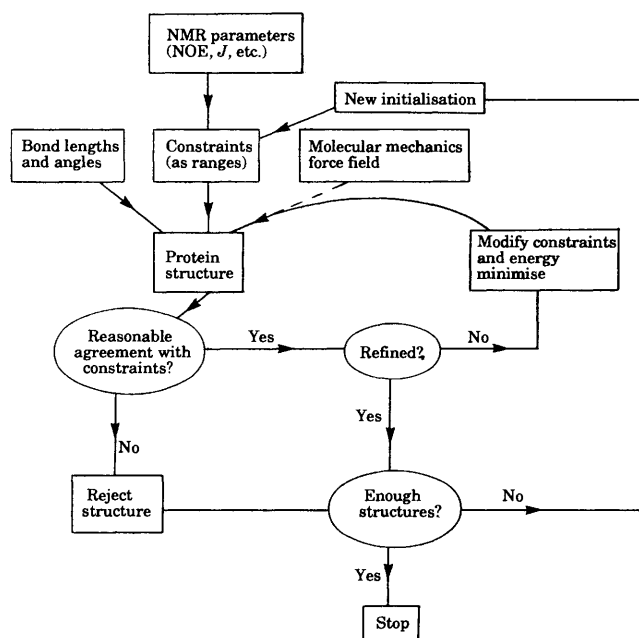 NMR parameters
(NOE, J, etc.)
New initialisation
Bond lengths
and angles
Constraints
(as ranges)
Molecular mechanics
force field
Protein
structure
Modify constraints
and energy
minimise
Reasonable
agreement with
constraints?
Yes
Refined?
No
No
Yes
Reject
structure
Enough
structures?
No
Yes
Stop